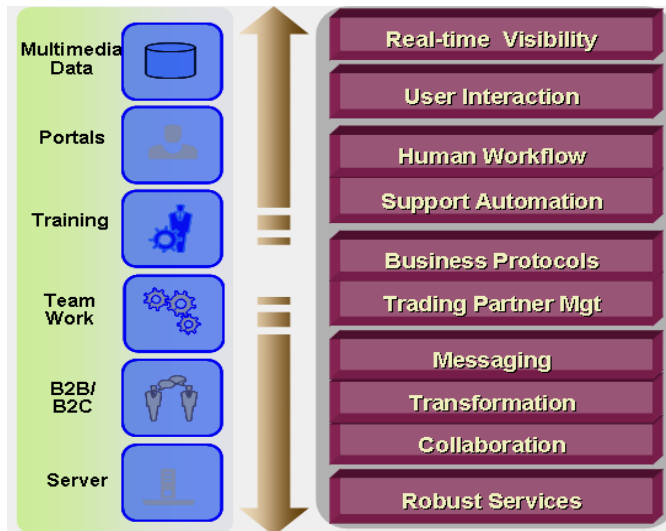 Multimedia
Data
Portals
Training
Team
Work
B2B/
B2C
Server
Real-time Visibility
User Interaction
Human Workflow
Support Automation
Business Protocols
Trading Partner Mgt
Messaging
Transformation
Collaboration
Robust Services